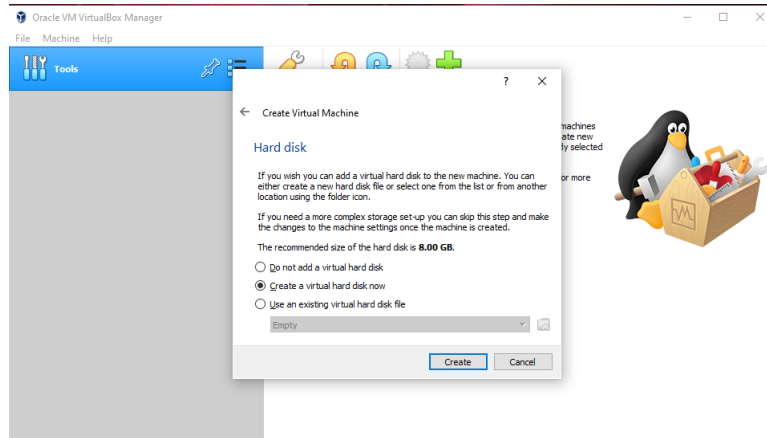 Oracle VM VirtualBox Manager
File Machine Help
Tools
?
Create Virtual Machine
machines
ate new
ly selected
or more
Hard disk
If you wish you can add a virtual hard disk to the new machine. You can
either create a new hard disk file or select one from the list or from another
location using the folder icon.
If you need a more complex storage set-up you can skip this step and make
the changes to the machine settings once the machine is created.
The recommended size of the hard disk is 8.00 GB.
Do not add a virtual hard disk
Create a virtual hard disk now
Use an existing virtual hard disk file
Empty
Create Cancel